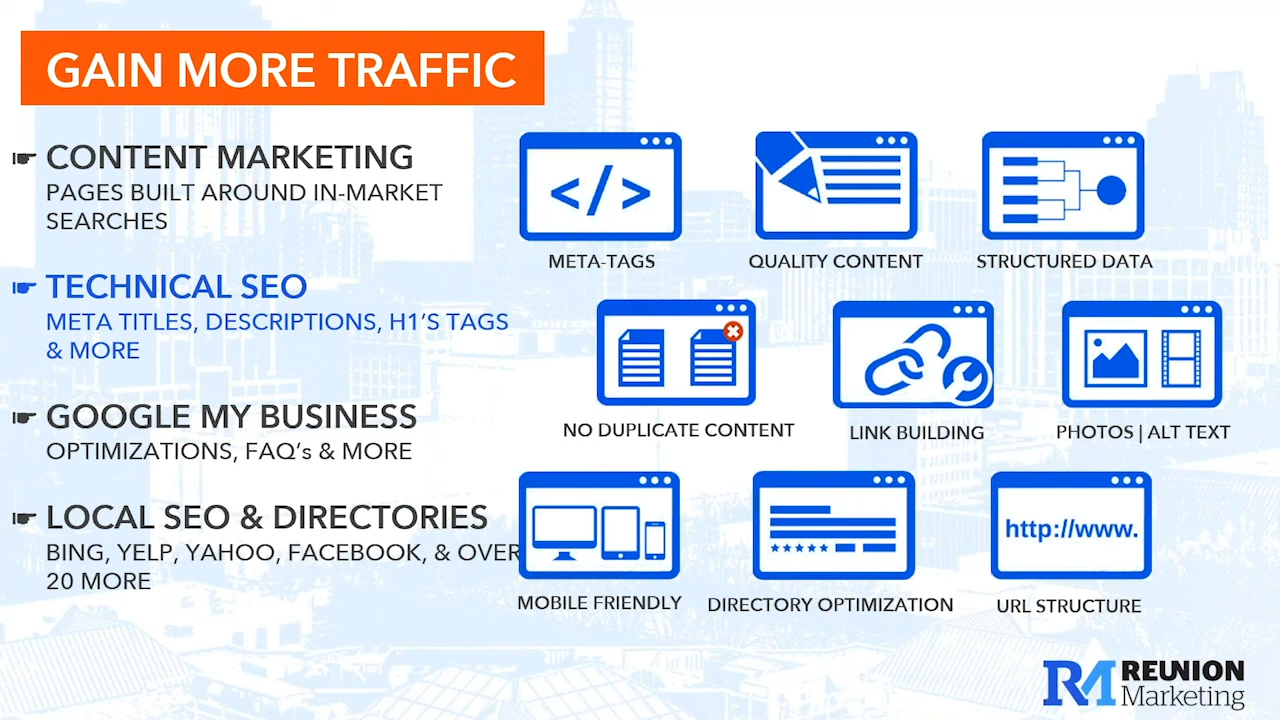 GAIN MORE TRAFFIC
CONTENT MARKETING
PAGES BUILT AROUND IN-MARKET
SEARCHES
TECHNICAL SEO
META TITLES, DESCRIPTIONS, H1’S TAGS
& MORE
GOOGLE MY BUSINESS
OPTIMIZATIONS, FAQ’s & MORE
LOCAL SEO & DIRECTORIES
BING, YELP, YAHOO, FACEBOOK, & OVER
20 MORE
</>
META-TAGS
QUALITY CONTENT
STRUCTURED DATA
NO DUPLICATE CONTENT
LINK BUILDING
PHOTOS | ALT TEXT
MOBILE FRIENDLY
DIRECTORY OPTIMIZATION
http://www.
URL STRUCTURE
RM REUNION
Marketing